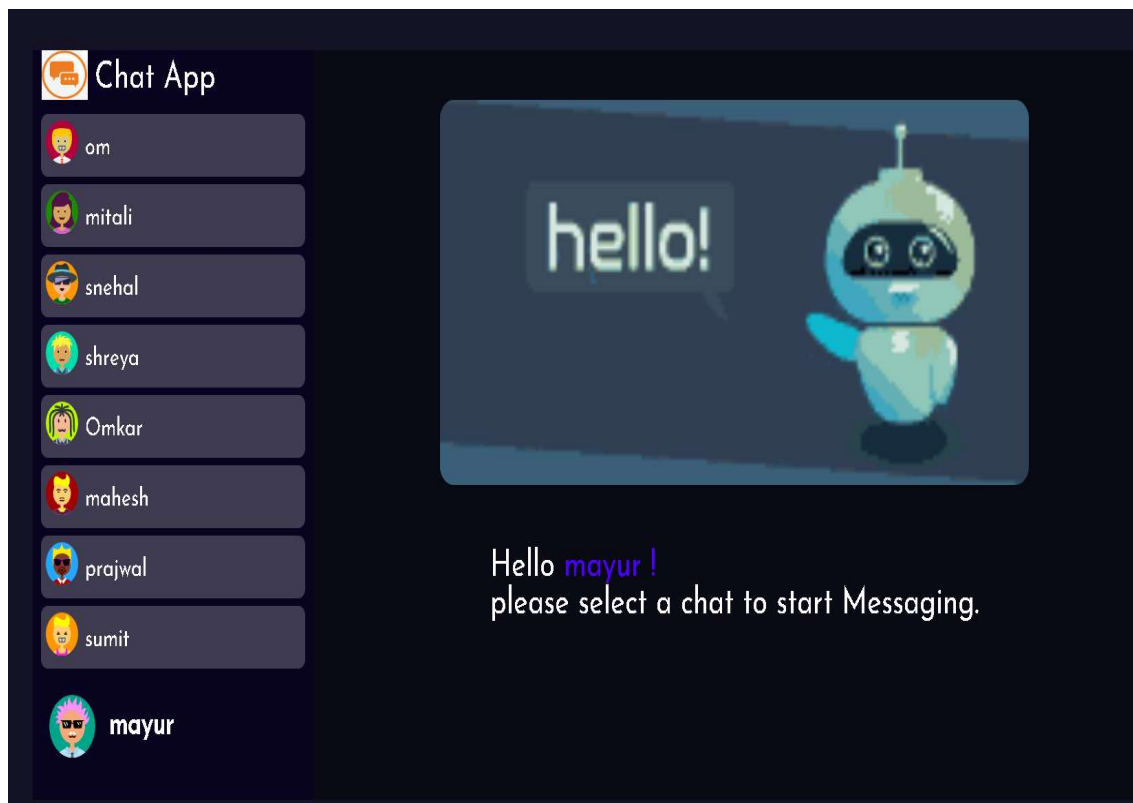 Chat App
om
mitali
snehal
shreya
Omkar
mahesh
prajwal
sumit
mayur
hello!
Hello mayur !
please select a chat to start Messaging.